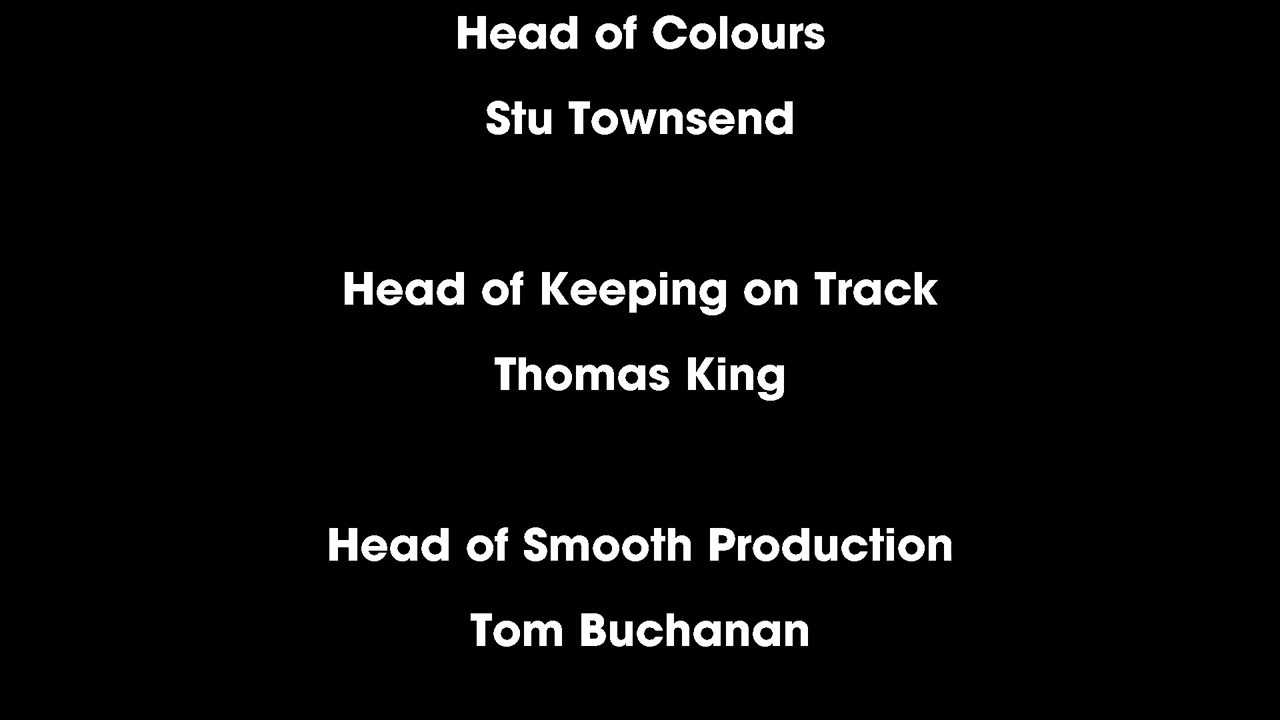 Head of Colours
Stu Townsend
Head of Keeping on Track
Thomas King
Head of Smooth Production
Tom Buchanan